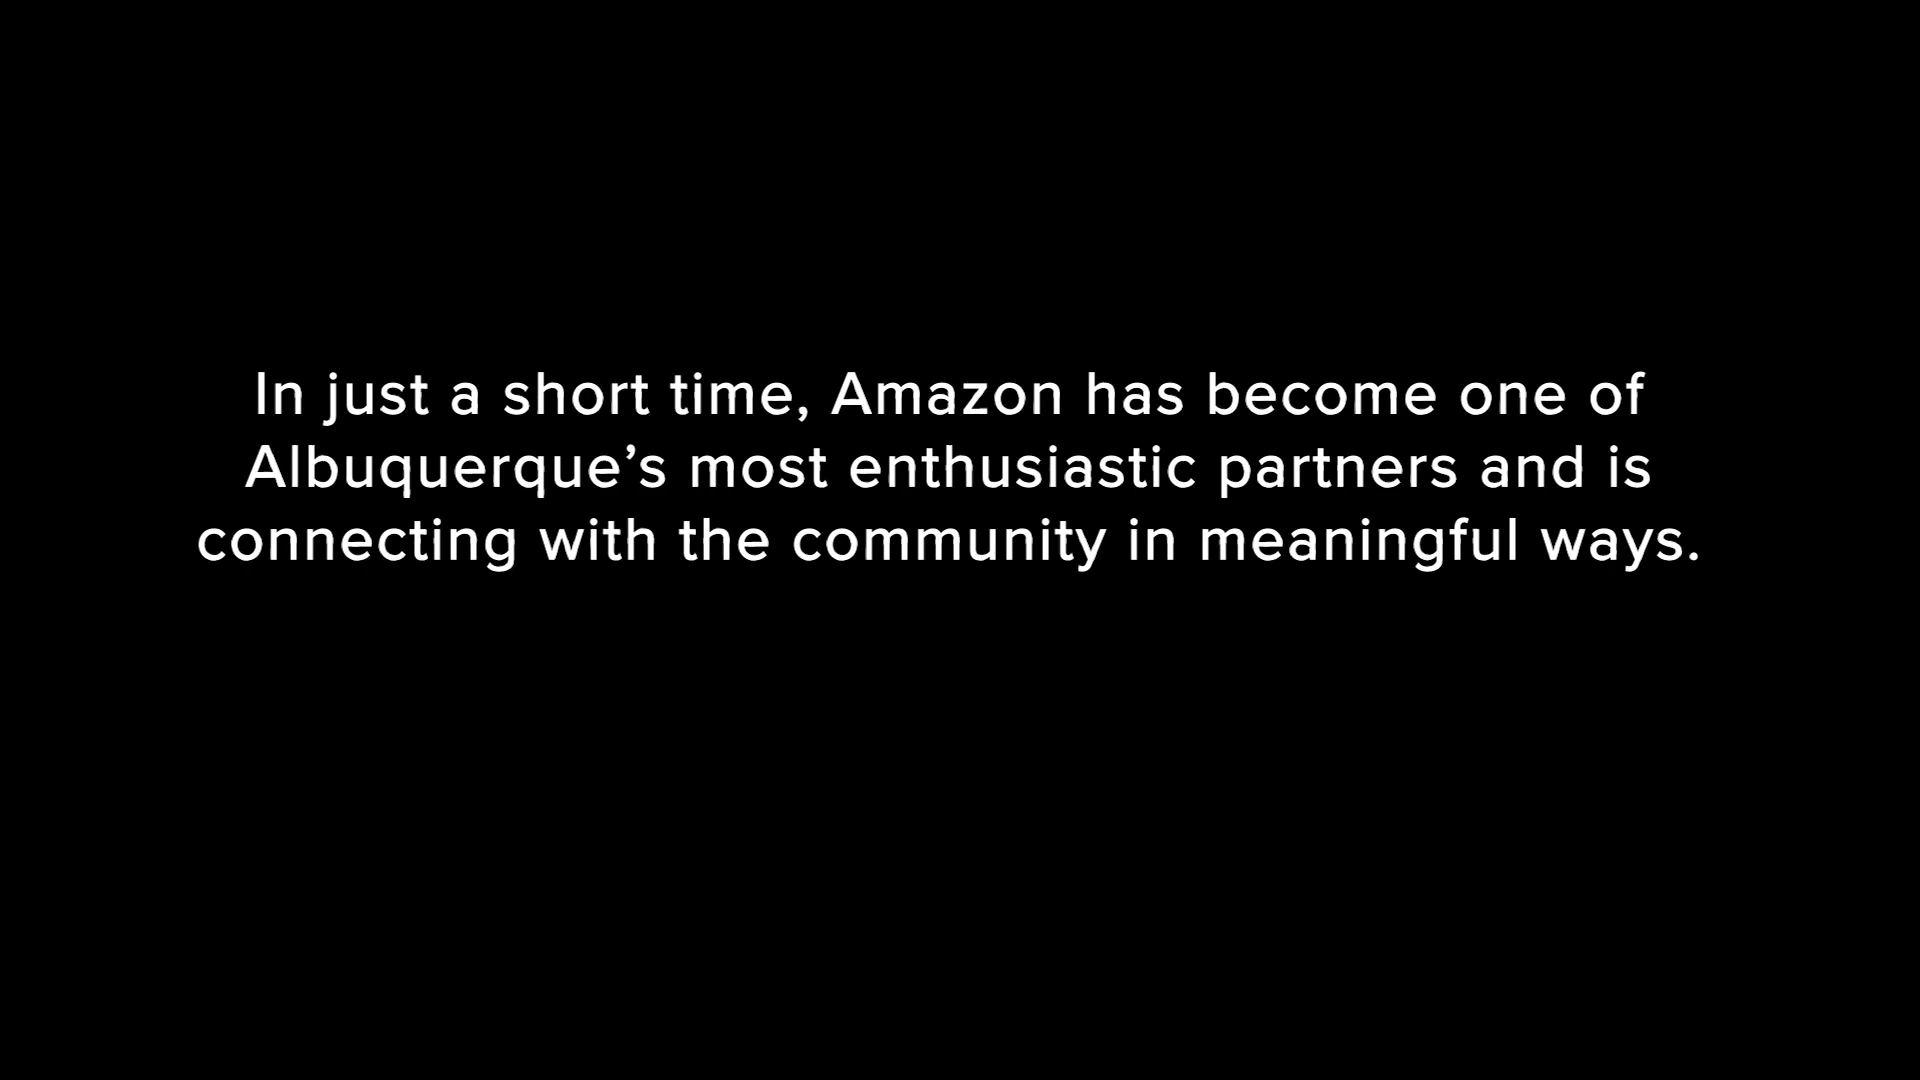 In just a short time, Amazon has become one of
Albuquerque’s most enthusiastic partners and is
connecting with the community in meaningful ways.